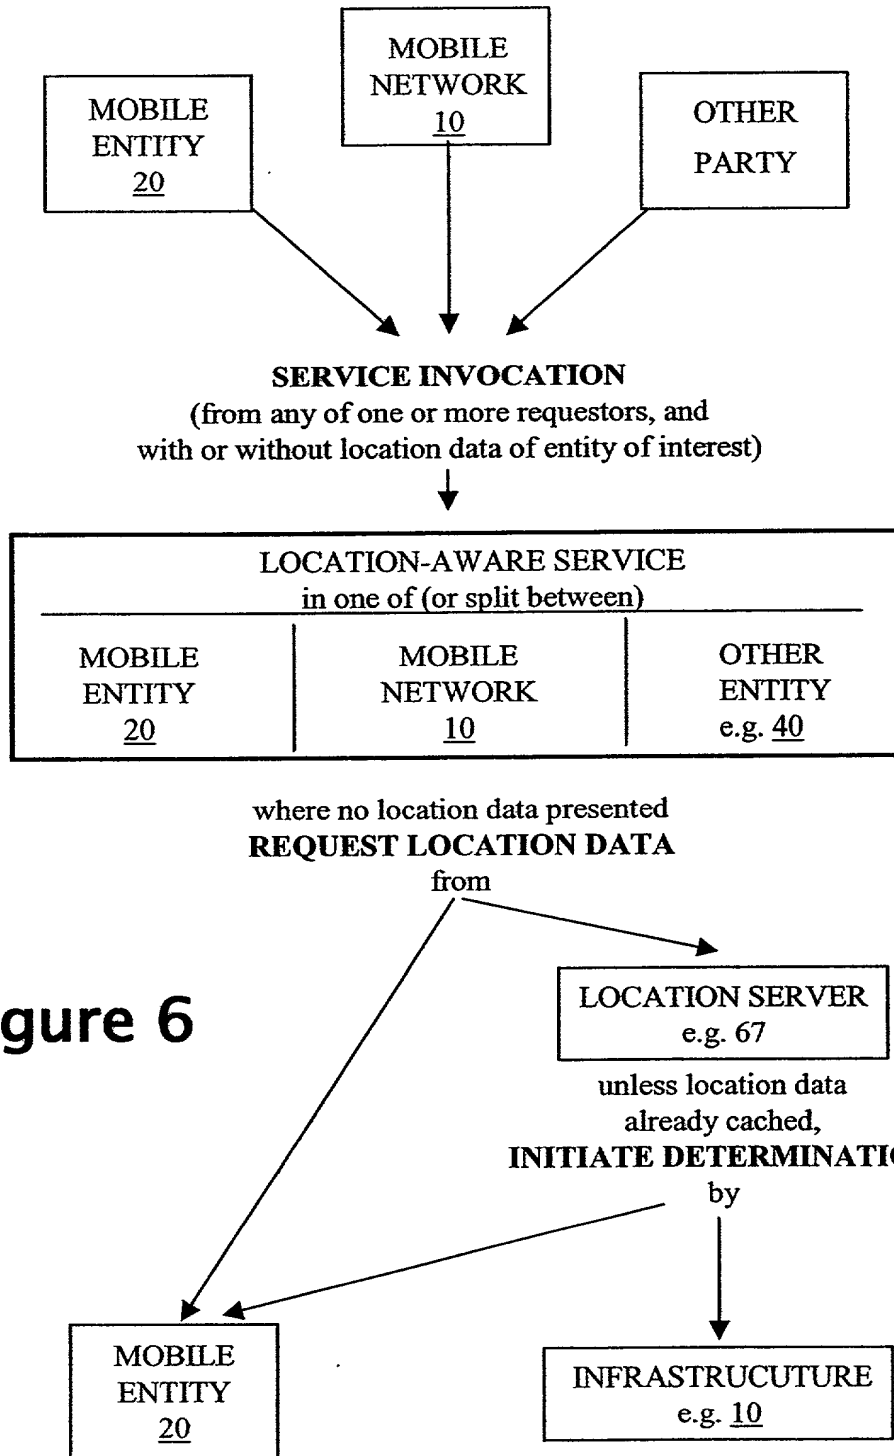 MOBILE
ENTITY
20
MOBILE
NETWORK
10
OTHER
PARTY
SERVICE INVOCATION
(from any of one or more requestors, and
with or without location data of entity of interest)
LOCATION-AWARE SERVICE
in one of (or split between)
MOBILE
ENTITY
20
MOBILE
NETWORK
10
OTHER
ENTITY
e.g. 40
where no location data presented
REQUEST LOCATION DATA
from
LOCATION SERVER
e.g. 67
gure 6
unless location data
already cached,
INITIATE DETERMINATI
by
MOBILE
ENTITY
20
INFRASTRUCUTURE
e.g. 10